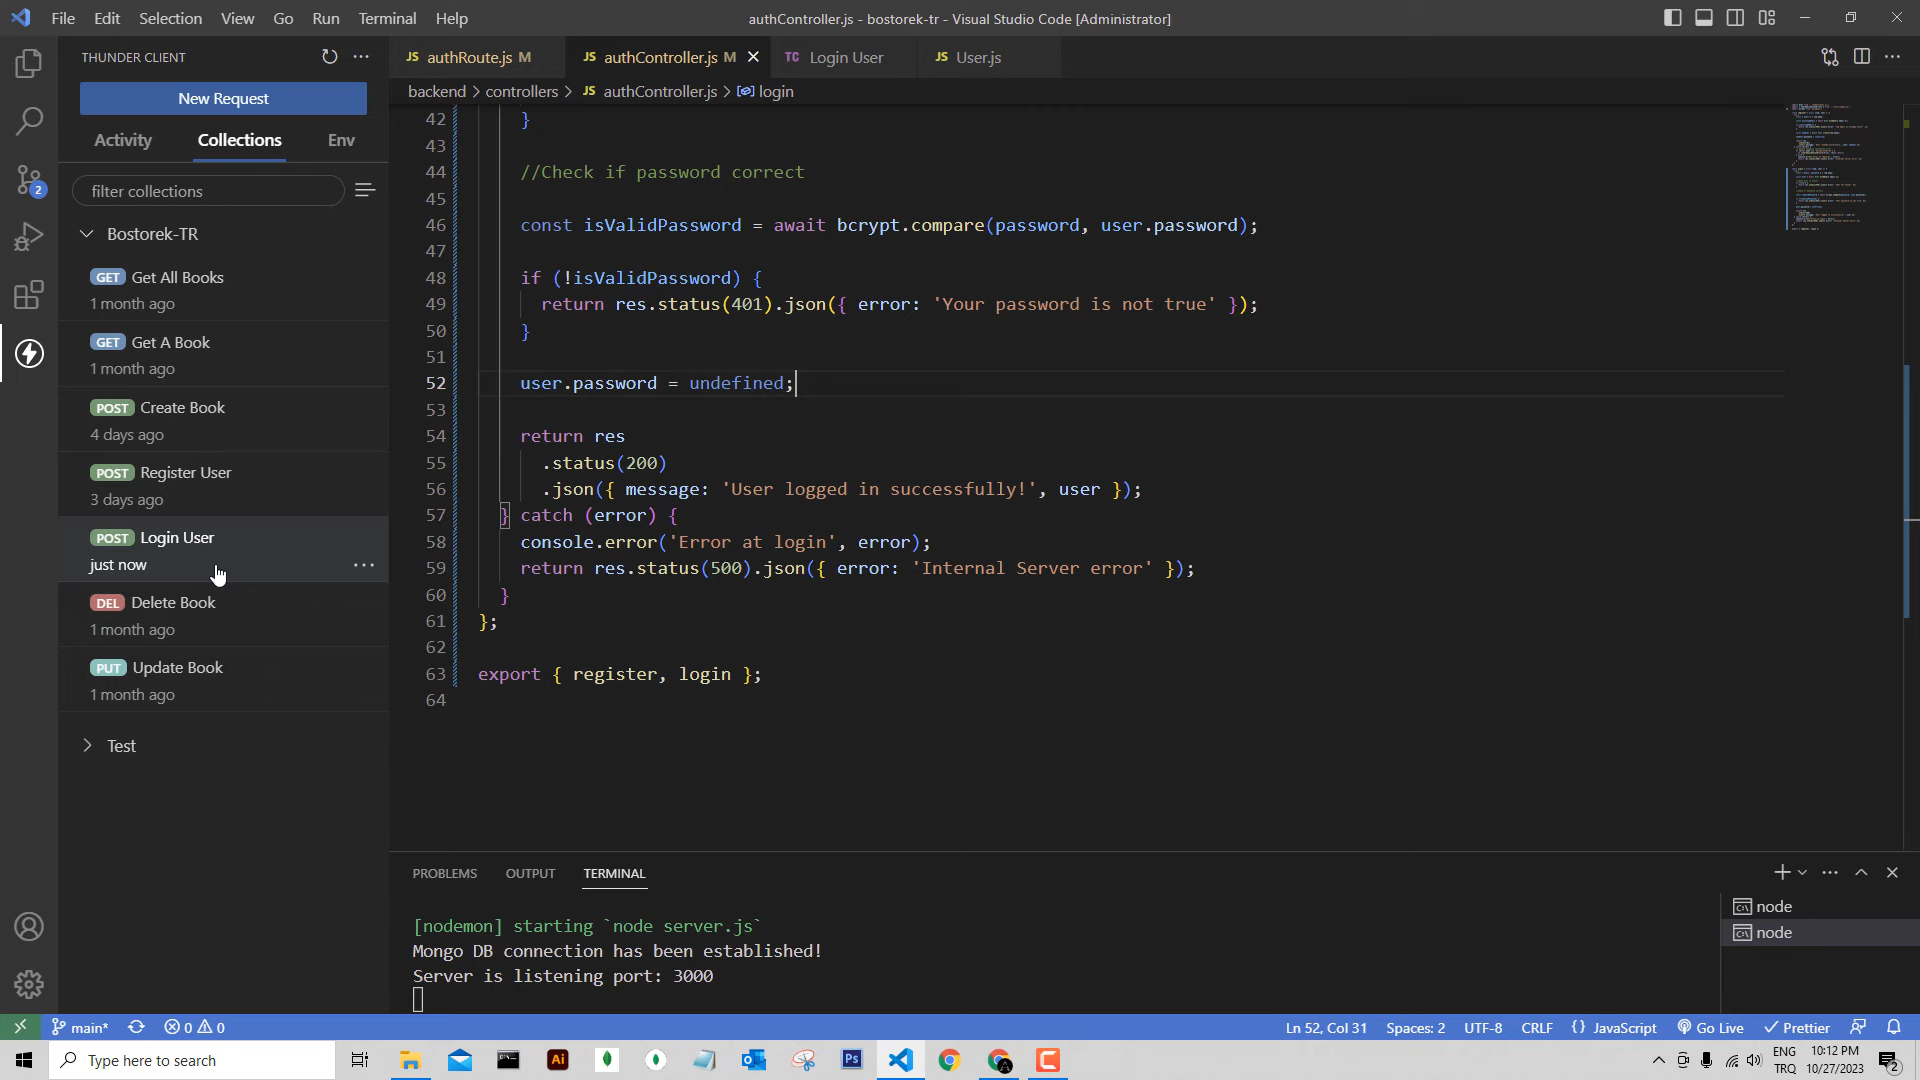 File Edit Selection View Go Run Terminal Help
authController.js - bostorek-tr - Visual Studio Code [Administrator]
THUNDER CLIENT
New Request
Activity Collections Env
filter collections
Bostorek-TR
GET Get All Books
1 month ago
GET Get A Book
1 month ago
POST Create Book
4 days ago
POST Register User
3 days ago
POST Login User
just now
DEL Delete Book
1 month ago
PUT Update Book
1 month ago
Test
2
JS authRoute.js M
JS authController.js M
TC Login User
JS User.js
backend > controllers > JS authController.js > login
42 }
43
44 //Check if password correct
45
46 const isValidPassword = await bcrypt.compare(password, user.password);
47
48 if (!isValidPassword) {
49 return res.status(401).json({ error: 'Your password is not true' });
50 }
51
52 user.password = undefined;
53
54 return res
55 .status(200)
56 .json({ message: 'User logged in successfully!', user });
57 } catch (error) {
58 console.error('Error at login', error);
59 return res.status(500).json({ error: 'Internal Server error' });
60 }
61 };
62
63 export { register, login };
64
PROBLEMS OUTPUT TERMINAL
[nodemon] starting `node server.js`
Mongo DB connection has been established!
Server is listening port: 3000
node
node
main* 0 0
Ln 52, Col 31 Spaces: 2 UTF-8 CRLF {} JavaScript Go Live Prettier
Type here to search
Ai
Ps
ENG
TRQ
10:12 PM
10/27/2023
2